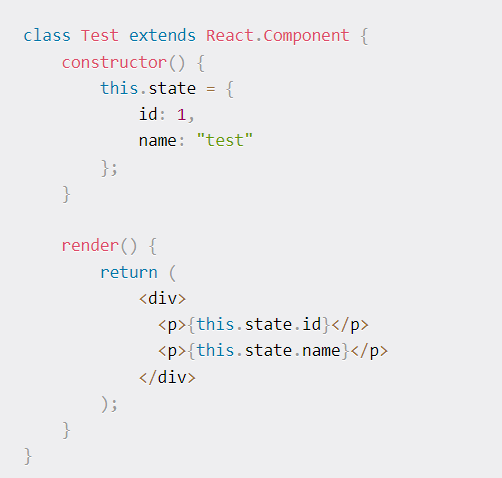 class Test extends React.Component {
    constructor() {
        this.state = {
            id: 1,
            name: "test"
        };
    }

    render() {
        return (
            <div>
              <p>{this.state.id}</p>
              <p>{this.state.name}</p>
            </div>
        );
    }
}